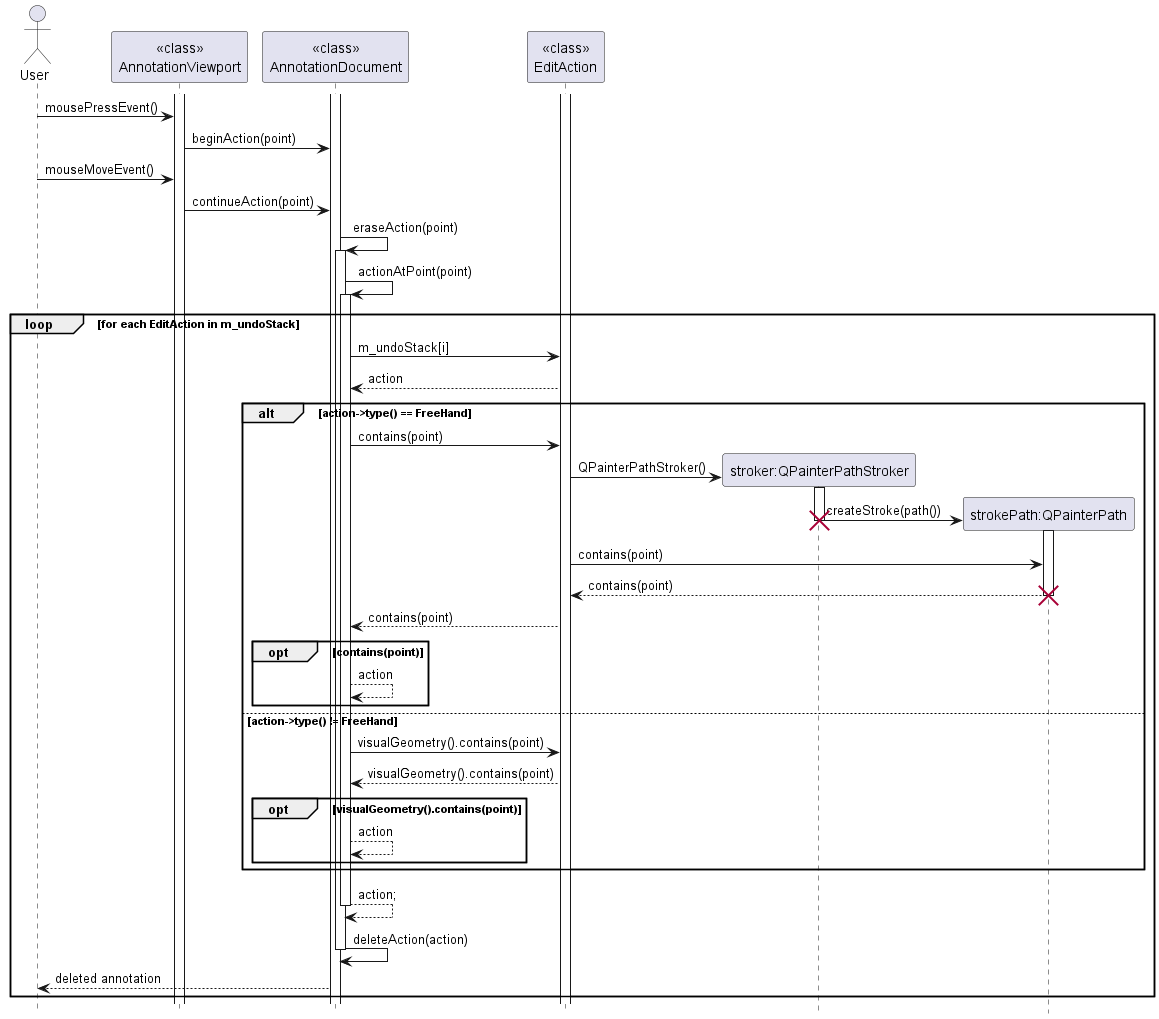 User
«class»
AnnotationViewport
«class»
AnnotationDocument
«class»
EditAction
mousePressEvent()
beginAction(point)
mouseMoveEvent()
continueAction(point)
eraseAction(point)
actionAtPoint(point)
loop [for each EditAction in m_undoStack]
m_undoStack[i]
action
alt [action->type() == FreeHand]
contains(point)
QPainterPathStroker()
stroker:QPainterPathStroker
createStroke(path())
strokePath:QPainterPath
contains(point)
contains(point)
contains(point)
opt [contains(point)]
action
[action->type() != FreeHand]
visualGeometry().contains(point)
visualGeometry().contains(point)
opt [visualGeometry().contains(point)]
action
action;
deleteAction(action)
deleted annotation